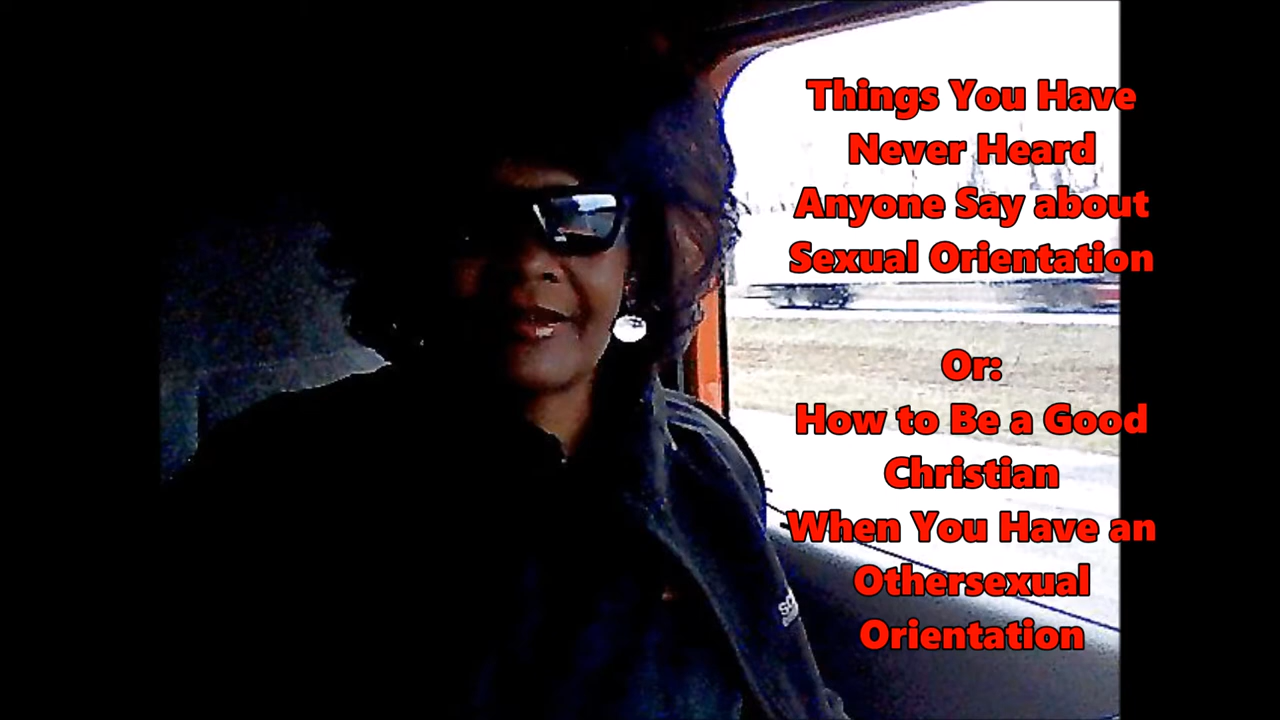 Things You Have
Never Heard
Anyone Say about
Sexual Orientation
Or:
How to Be a Good
Christian
When You Have an
Othersexual
Orientation